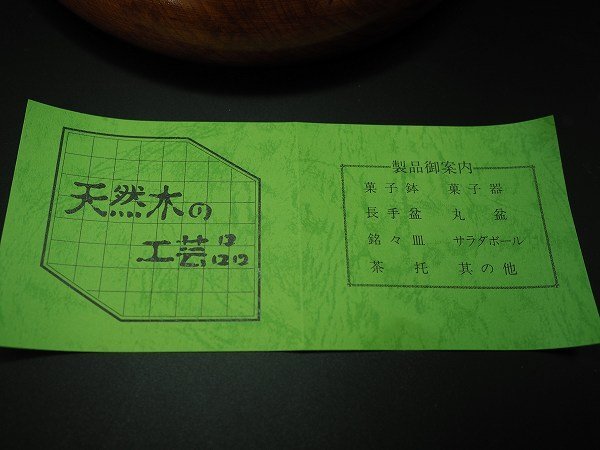 天然木の
工芸品
製品御案内
菓子鉢 菓子器
長手盆 丸盆
銘々皿 サラダボール
茶托 其の他